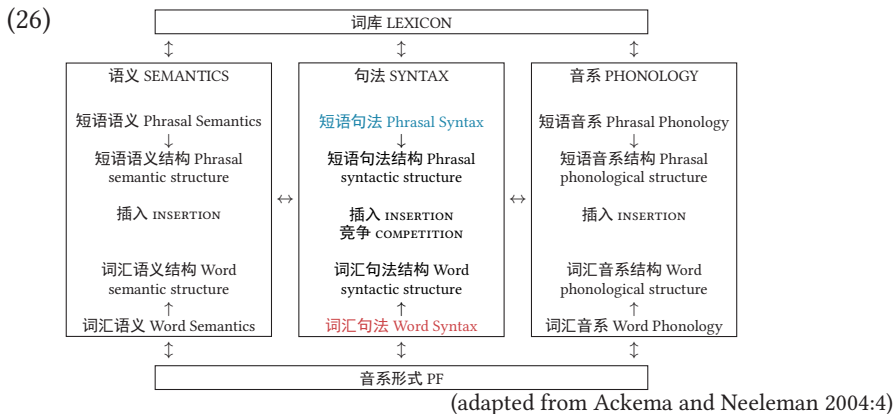 (26)
词库 LEXICON
↕ ↕ ↕
语义 SEMANTICS
短语语义 Phrasal Semantics
↓
短语语义结构 Phrasal
semantic structure
插入 INSERTION
词汇语义结构 Word
semantic structure
↑
词汇语义 Word Semantics
↔
句法 SYNTAX
短语句法 Phrasal Syntax
↓
短语句法结构 Phrasal
syntactic structure
插入 INSERTION
竞争 COMPETITION
词汇句法结构 Word
syntactic structure
↑
词汇句法 Word Syntax
↔
音系 PHONOLOGY
短语音系 Phrasal Phonology
↓
短语音系结构 Phrasal
phonological structure
插入 INSERTION
词汇音系结构 Word
phonological structure
↑
词汇音系 Word Phonology
↕ ↕ ↕
音系形式 PF
(adapted from Ackema and Neeleman 2004:4)